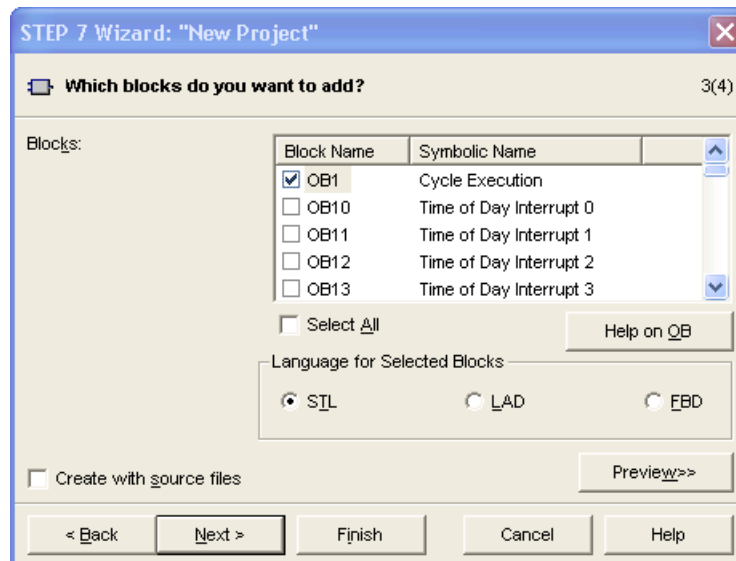 STEP 7 Wizard: "New Project"
Which blocks do you want to add? 3(4)
Blocks:
Block Name Symbolic Name
OB1 Cycle Execution
OB10 Time of Day Interrupt 0
OB11 Time of Day Interrupt 1
OB12 Time of Day Interrupt 2
OB13 Time of Day Interrupt 3
Select All
Help on OB
Language for Selected Blocks
STL LAD FBD
Create with source files
Preview>>
< Back Next > Finish Cancel Help